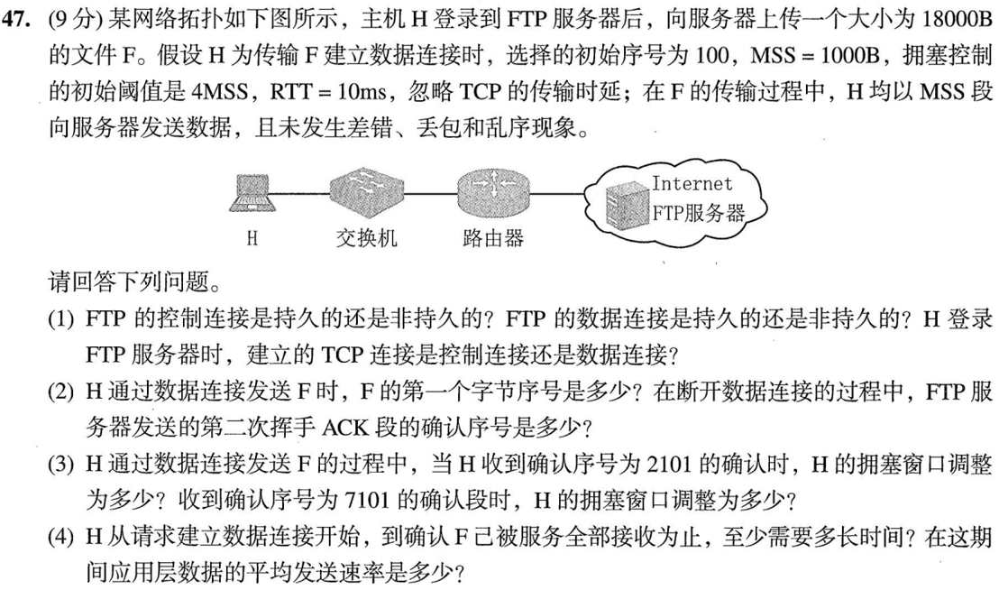 47. (9 分) 某网络拓扑如下图所示，主机 H 登录到 FTP 服务器后，向服务器上传一个大小为 18000B
的文件 F。假设 H 为传输 F 建立数据连接时，选择的初始序号为 100，MSS = 1000B，拥塞控制
的初始阈值是 4MSS，RTT = 10ms，忽略 TCP 的传输时延；在 F 的传输过程中，H 均以 MSS 段
向服务器发送数据，且未发生差错、丢包和乱序现象。
Internet
FTP服务器
H
交换机
路由器
请回答下列问题。
(1) FTP 的控制连接是持久的还是非持久的？FTP 的数据连接是持久的还是非持久的？H 登录
FTP 服务器时，建立的 TCP 连接是控制连接还是数据连接？
(2) H 通过数据连接发送 F 时，F 的第一个字节序号是多少？在断开数据连接的过程中，FTP 服
务器发送的第二次挥手 ACK 段的确认序号是多少？
(3) H 通过数据连接发送 F 的过程中，当 H 收到确认序号为 2101 的确认时，H 的拥塞窗口调整
为多少？收到确认序号为 7101 的确认段时，H 的拥塞窗口调整为多少？
(4) H 从请求建立数据连接开始，到确认 F 已被服务全部接收为止，至少需要多长时间？在这期
间应用层数据的平均发送速率是多少？